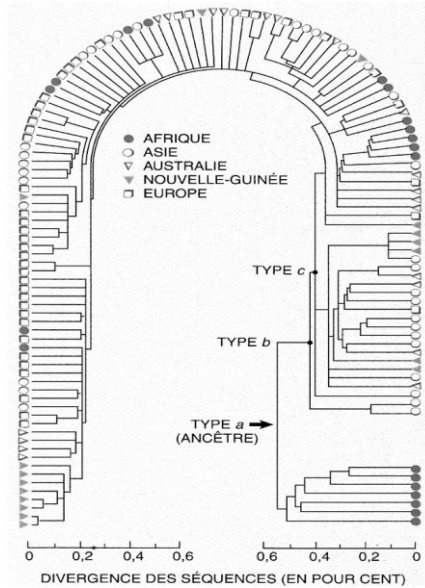 AFRIQUE
ASIE
AUSTRALIE
NOUVELLE-GUINÉE
EUROPE
TYPE c
TYPE b
TYPE a
(ANCÊTRE)
0 0,2 0,4 0,6 0,6 0,4 0,2 0
DIVERGENCE DES SÉQUENCES (EN POUR CENT)